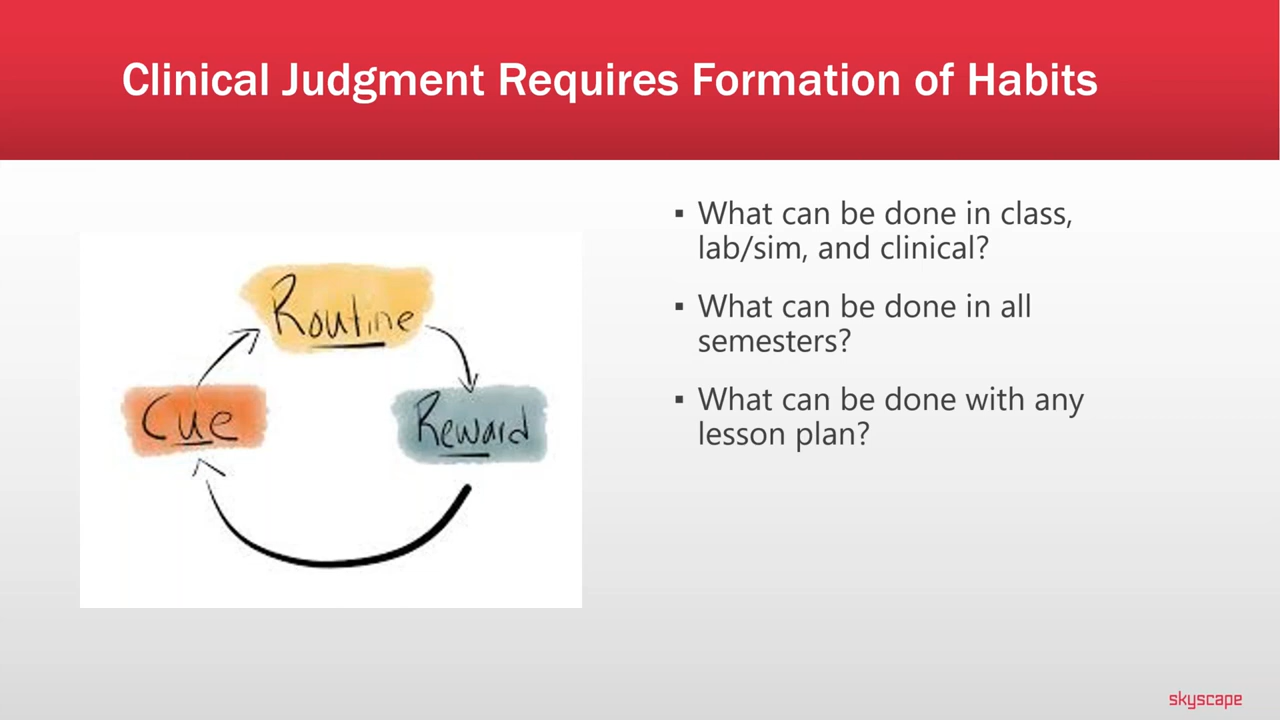 Clinical Judgment Requires Formation of Habits
Routine
Cue
Reward
▪ What can be done in class,
lab/sim, and clinical?
▪ What can be done in all
semesters?
▪ What can be done with any
lesson plan?
skyscape